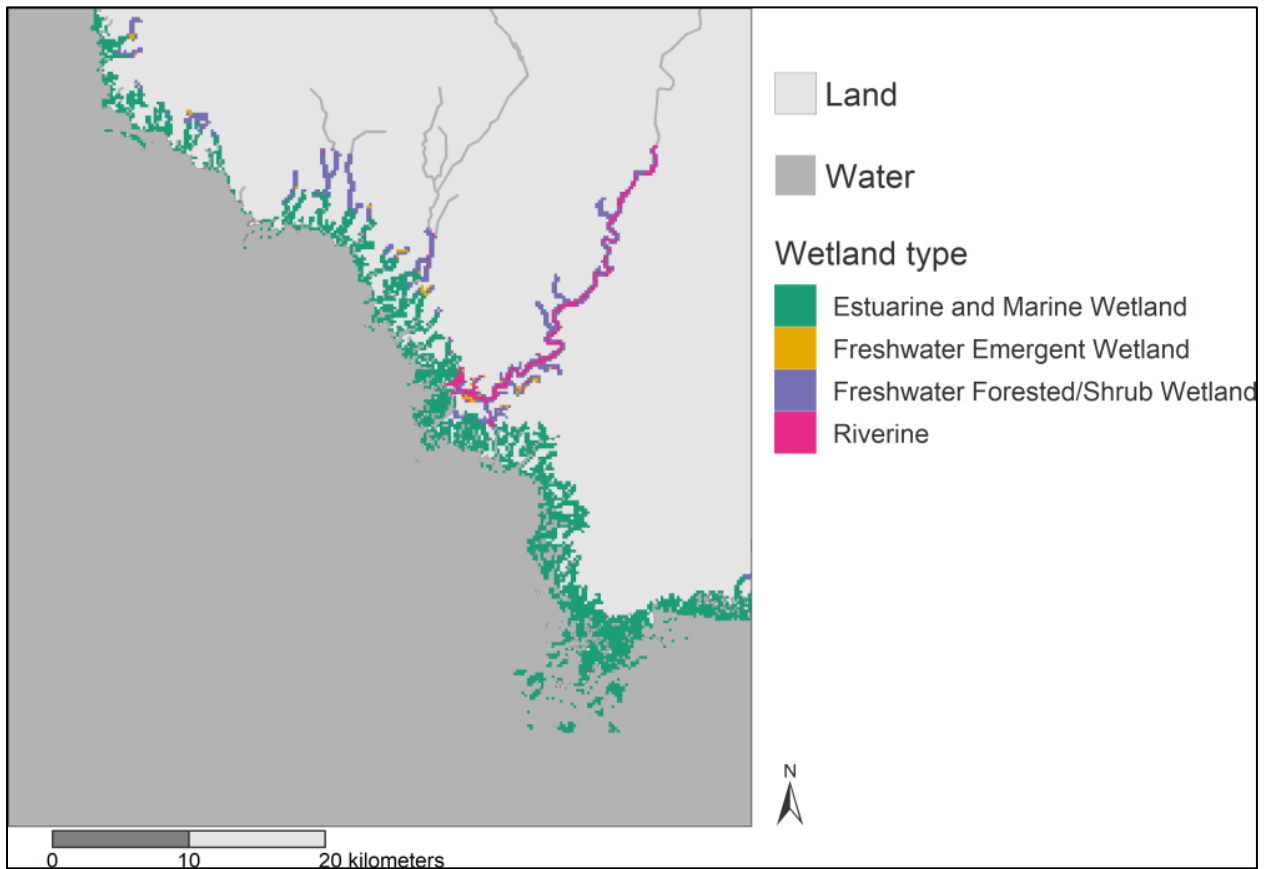 Land
Water
Wetland type
Estuarine and Marine Wetland
Freshwater Emergent Wetland
Freshwater Forested/Shrub Wetland
Riverine
N
0 10 20 kilometers